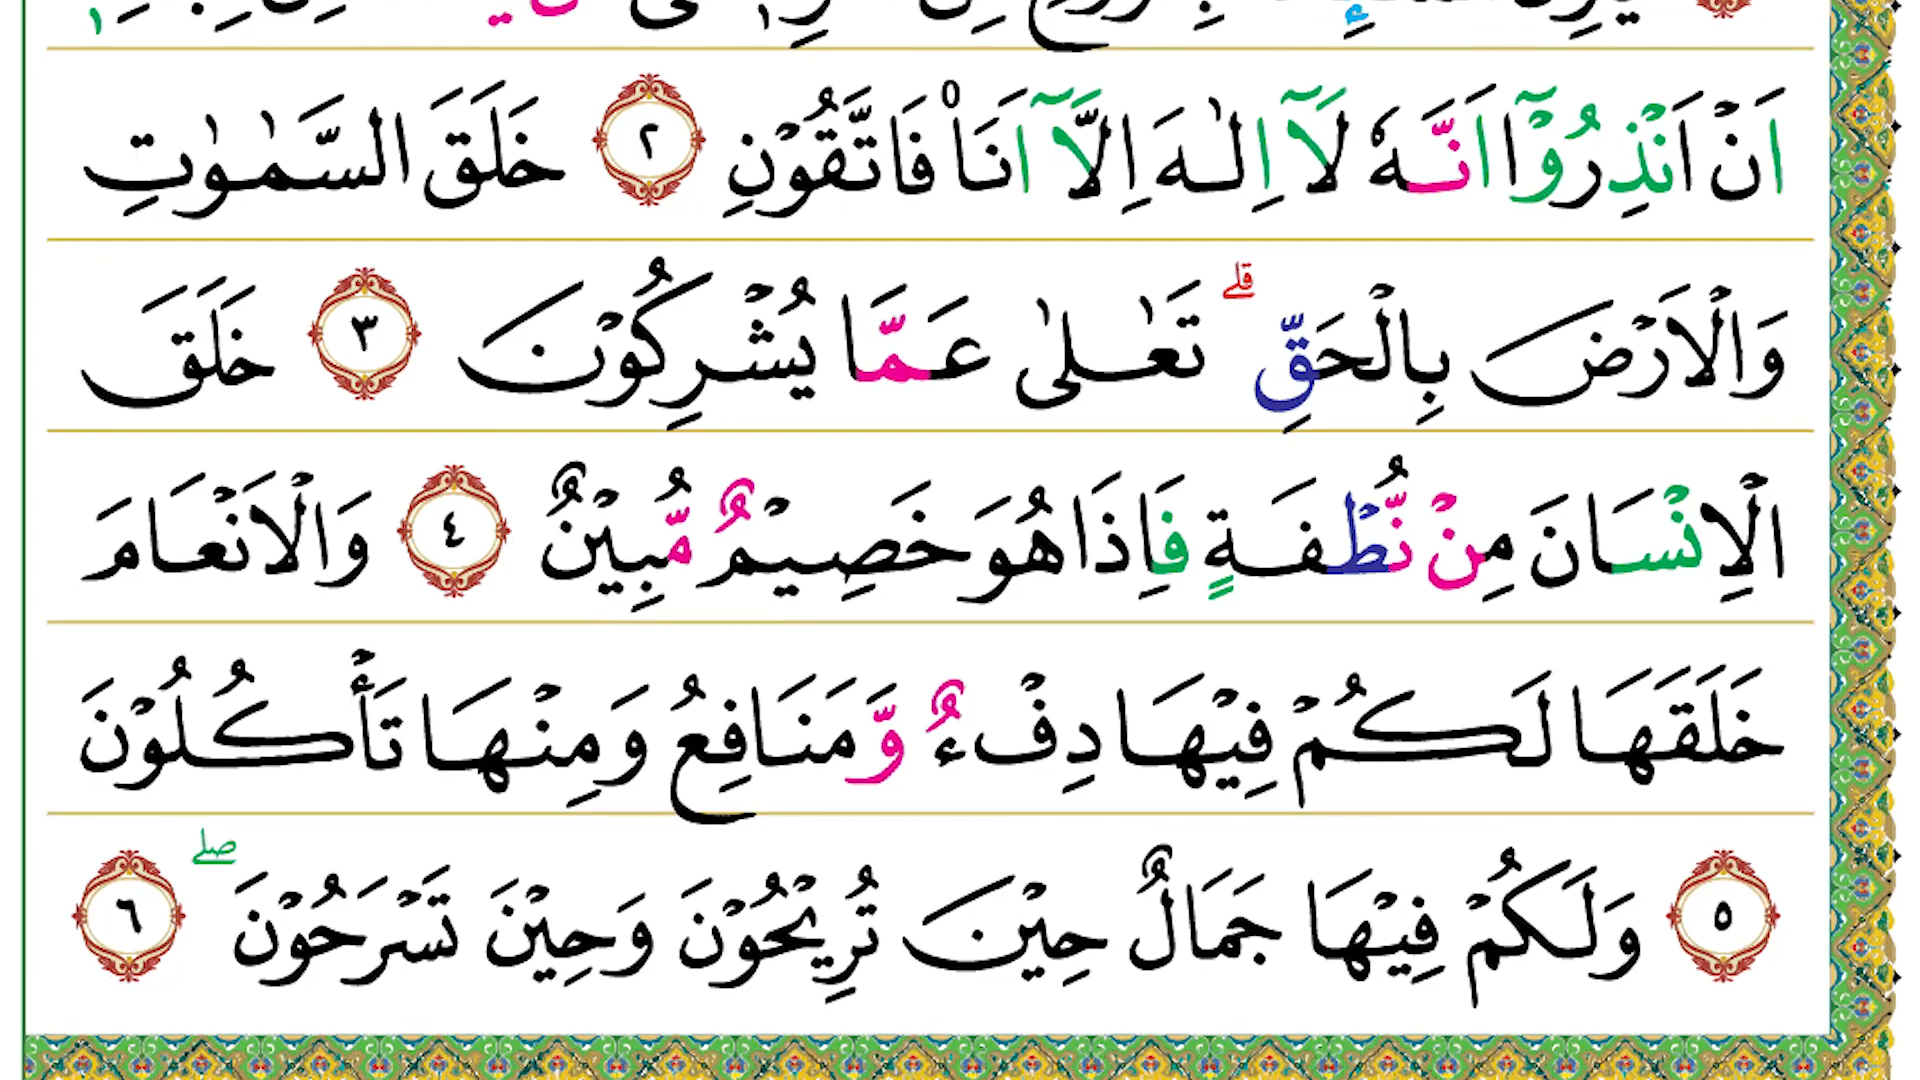 اَنْ اَنْذِرُوْۤا اَنَّهٗ لَاۤ اِلٰهَ اِلَّاۤ اَنَا۠ فَاتَّقُوْنِ ٢ خَلَقَ السَّمٰوٰتِ
وَالْاَرْضَ بِالْحَقِّ ۗ تَعٰلٰى عَمَّا يُشْرِكُوْنَ ٣ خَلَقَ
الْاِنْسَانَ مِنْ نُّطْفَةٍ فَاِذَا هُوَ خَصِيْمٌ مُّبِيْنٌ ٤ وَالْاَنْعَامَ
خَلَقَهَا لَكُمْ فِيْهَا دِفْءٌ وَّمَنَافِعُ وَمِنْهَا تَأْكُلُوْنَ
٥ وَلَكُمْ فِيْهَا جَمَالٌ حِيْنَ تُرِيْحُوْنَ وَحِيْنَ تَسْرَحُوْنَ ۖ ٦